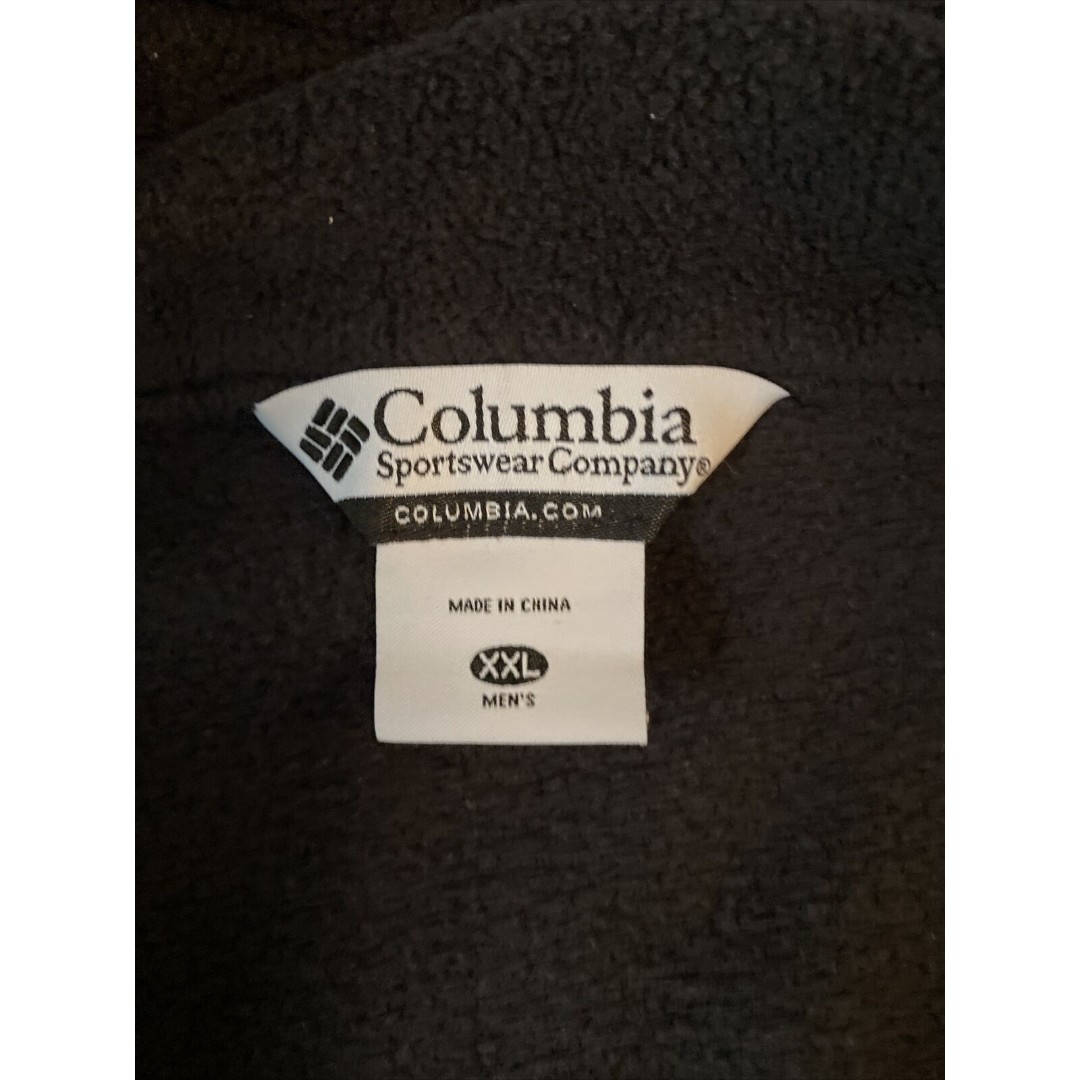 Columbia
Sportswear Company®
COLUMBIA.COM
MADE IN CHINA
XXL
MEN'S